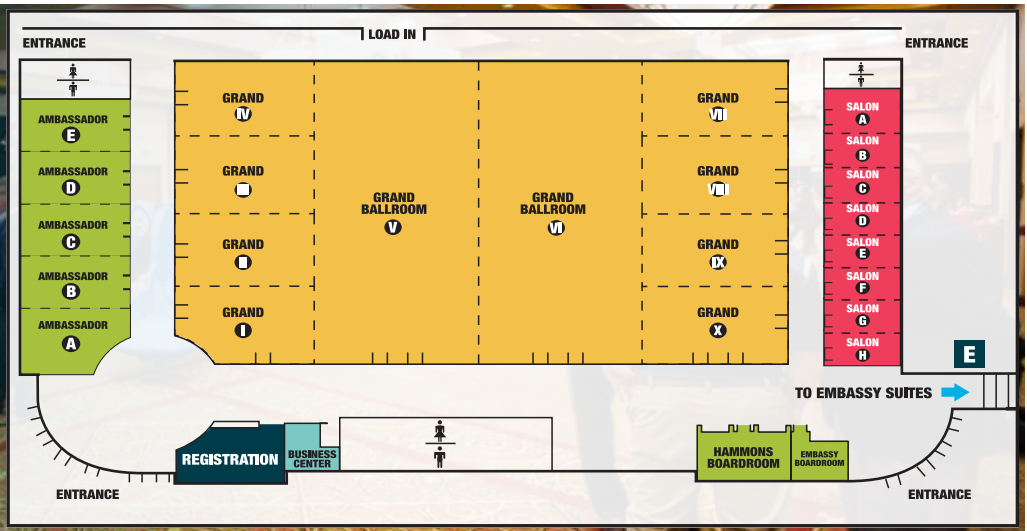 LOAD IN
ENTRANCE
ENTRANCE
AMBASSADOR
E
AMBASSADOR
D
AMBASSADOR
C
AMBASSADOR
B
AMBASSADOR
A
GRAND
IV
GRAND
GRAND
GRAND
I
GRAND
BALLROOM
V
GRAND
BALLROOM
VI
GRAND
VII
GRAND
VIII
GRAND
IX
GRAND
X
SALON
A
SALON
B
SALON
C
SALON
D
SALON
E
SALON
F
SALON
G
SALON
H
E
TO EMBASSY SUITES
REGISTRATION
BUSINESS
CENTER
HAMMONS
BOARDROOM
EMBASSY
BOARDROOM
ENTRANCE
ENTRANCE